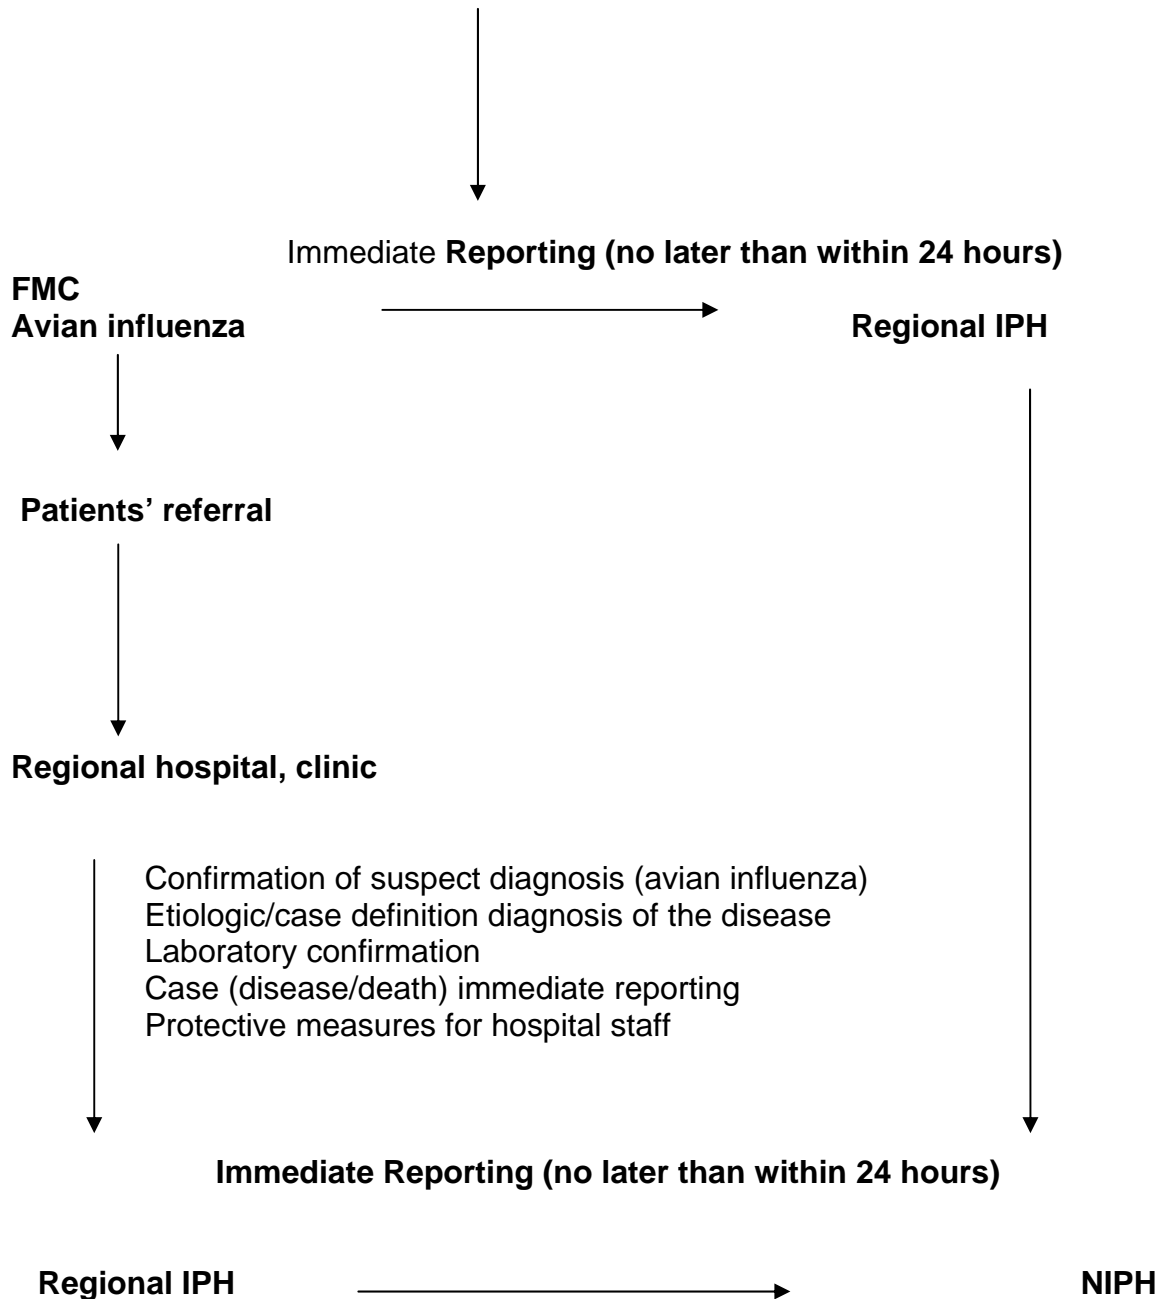 Immediate Reporting (no later than within 24 hours)
FMC
Avian influenza
Regional IPH
Patients’ referral
Regional hospital, clinic
Confirmation of suspect diagnosis (avian influenza)
Etiologic/case definition diagnosis of the disease
Laboratory confirmation
Case (disease/death) immediate reporting
Protective measures for hospital staff
Immediate Reporting (no later than within 24 hours)
Regional IPH
NIPH